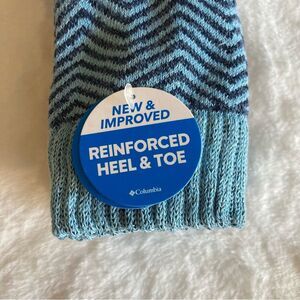 NEW &
IMPROVED
REINFORCED
HEEL & TOE
Columbia